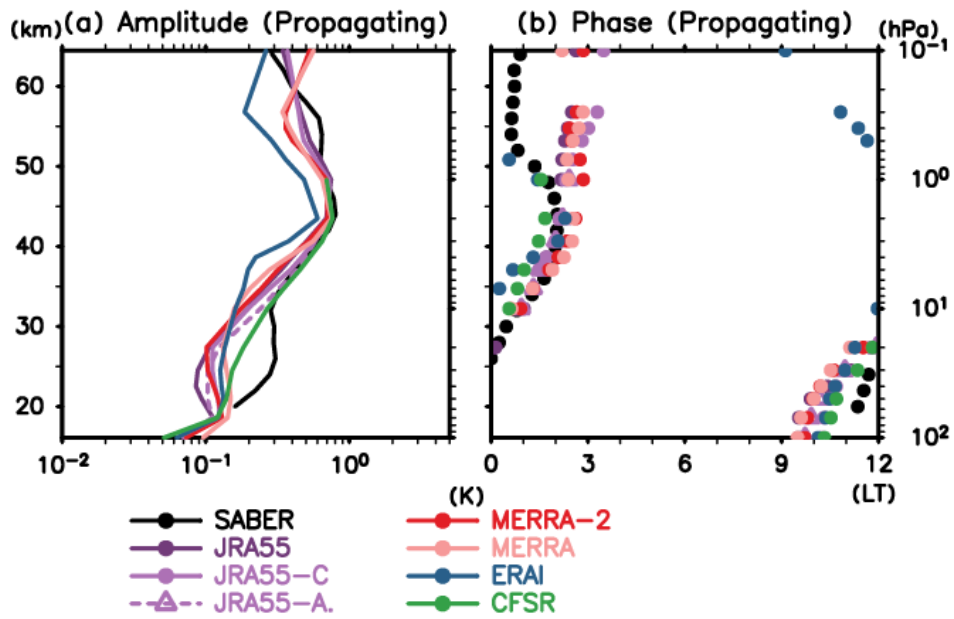 (km) (a) Amplitude (Propagating) (b) Phase (Propagating) (hPa)
10⁻¹
60
50
10⁰
40
10¹
30
20
10²
10⁻² 10⁻¹ 10⁰ 0 3 6 9 12
(K) (LT)
SABER MERRA-2
JRA55 MERRA
JRA55-C ERAI
JRA55-A. CFSR